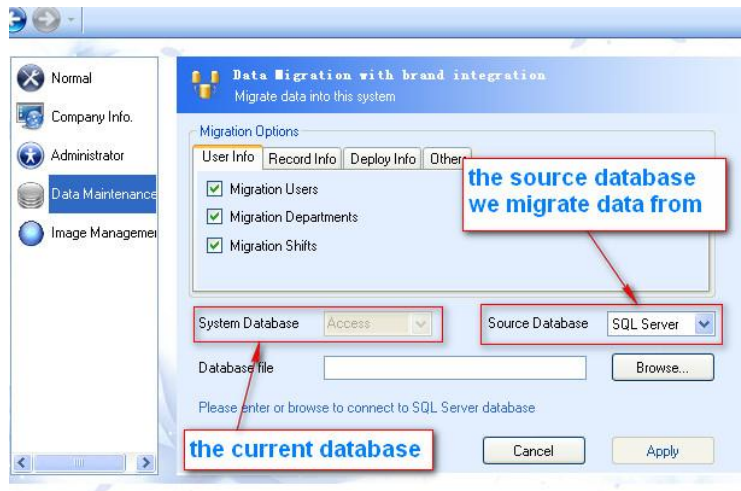 Normal
Company Info.
Administrator
Data Maintenance
Image Managemer
Data Migration with brand integration
Migrate data into this system
Migration Options
User Info
Record Info
Deploy Info
Other
Migration Users
Migration Departments
Migration Shifts
the source database
we migrate data from
System Database
Access
Source Database
SQL Server
Database file
Browse...
Please enter or browse to connect to SQL Server database
the current database
Cancel
Apply